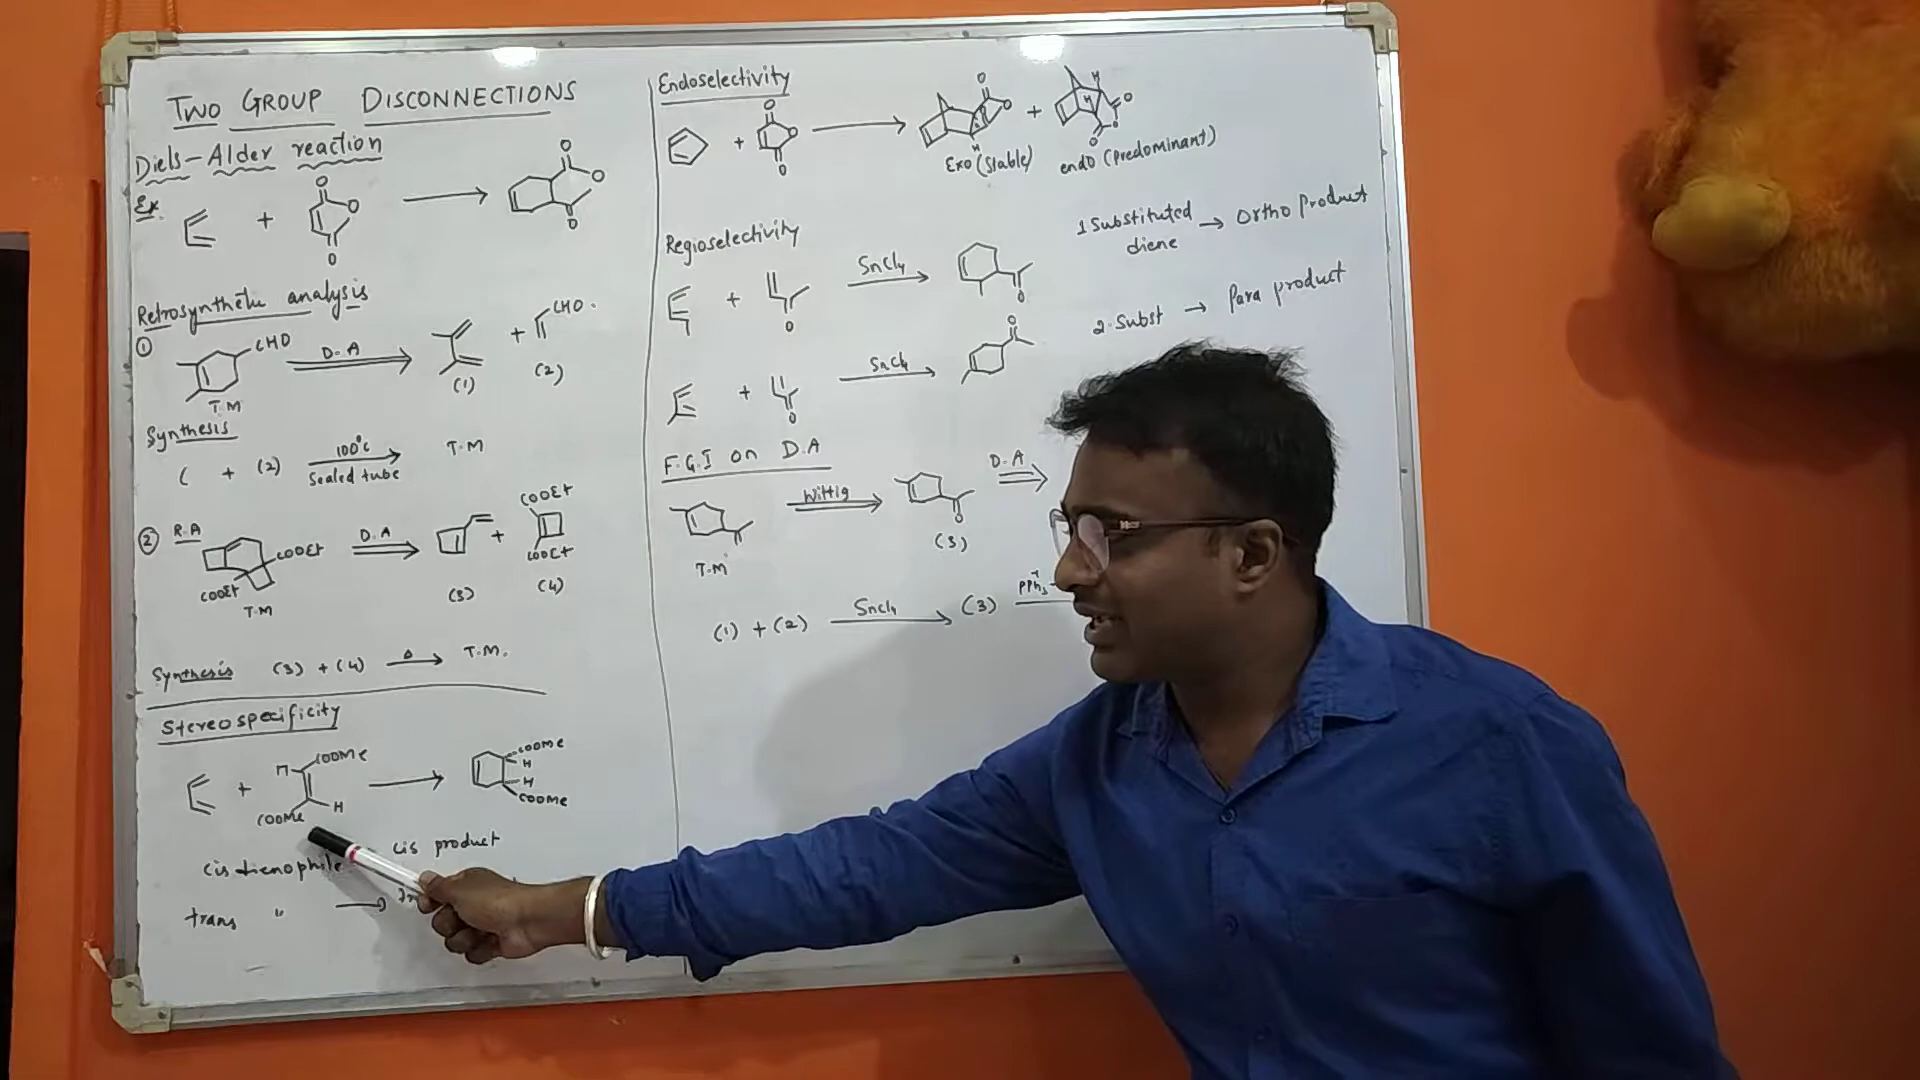 TWO GROUP DISCONNECTIONS
Diels-Alder reaction
Ex.
+
O
O
O
O
O
O
Retrosynthetic analysis
①
CHO
D.A
+
CHO.
T.M
(1)
(2)
Synthesis
( + (2)
100°C
Sealed tube
T.M
② R.A
COOEt
COOEt
T.M
D.A
+
COOEt
COOEt
(3)
(4)
Synthesis (3) + (4) Δ T.M.
Stereospecificity
+
COOMe
H
COOMe
COOMe
H
H
COOMe
cis dienophile
cis product
trans "
Endoselectivity
+
O
O
O
O
O
H
Exo (Stable)
+
H
H
O
O
endo (predominant)
Regioselectivity
+
O
SnCl4
O
1 Substituted diene → Ortho product
+
O
SnCl4
O
2. Subst → Para product
F.G.I on D.A
T.M
Wittig
O
(3)
D.A
(1) + (2) SnCl4 (3) PPh3